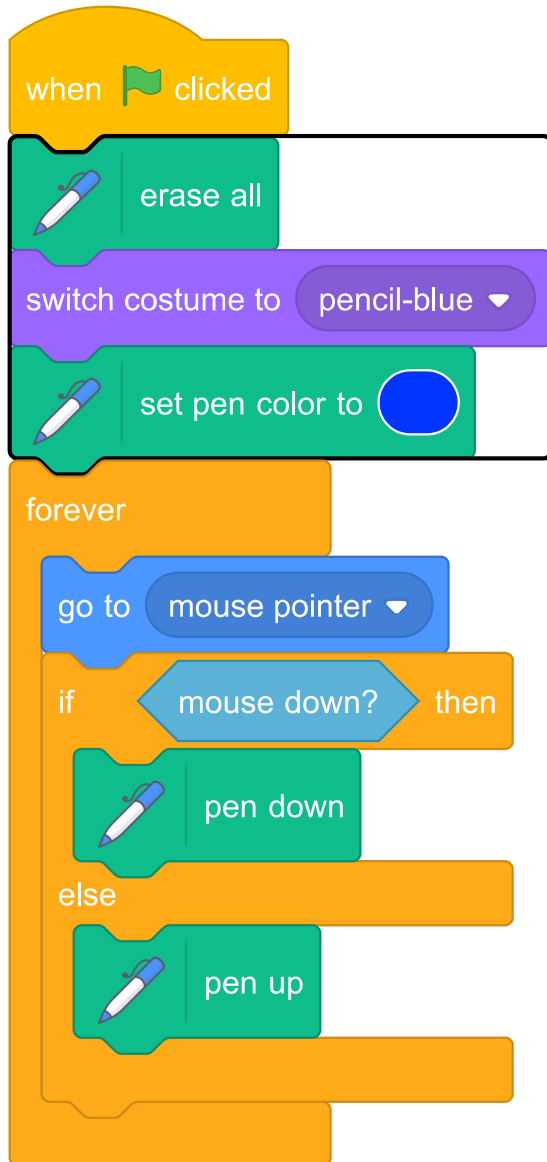 when clicked
erase all
switch costume to pencil-blue
set pen color to
forever
go to mouse pointer
if mouse down? then
pen down
else
pen up